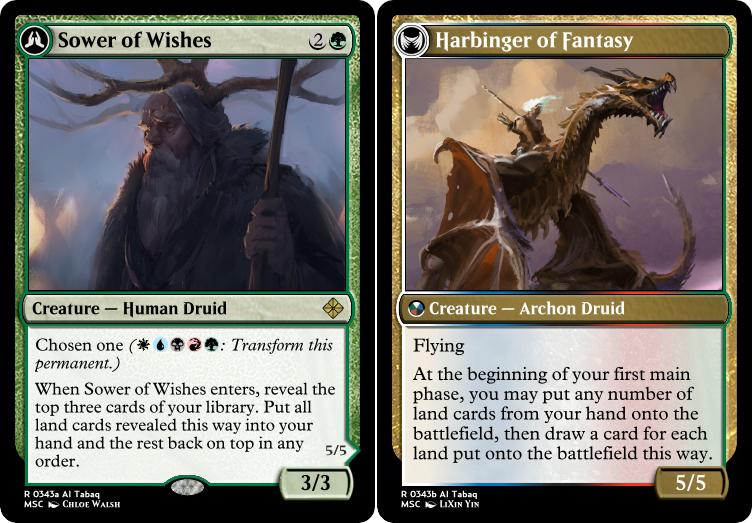 Sower of Wishes 2
Creature — Human Druid
Chosen one (: Transform this
permanent.)
When Sower of Wishes enters, reveal the
top three cards of your library. Put all
land cards revealed this way into your
hand and the rest back on top in any
order.
5/5
3/3
R 0343a Al Tabaq
MSC Chloe Walsh
Harbinger of Fantasy
Creature — Archon Druid
Flying
At the beginning of your first main
phase, you may put any number of
land cards from your hand onto the
battlefield, then draw a card for each
land put onto the battlefield this way.
5/5
R 0343b Al Tabaq
MSC LiXin Yin